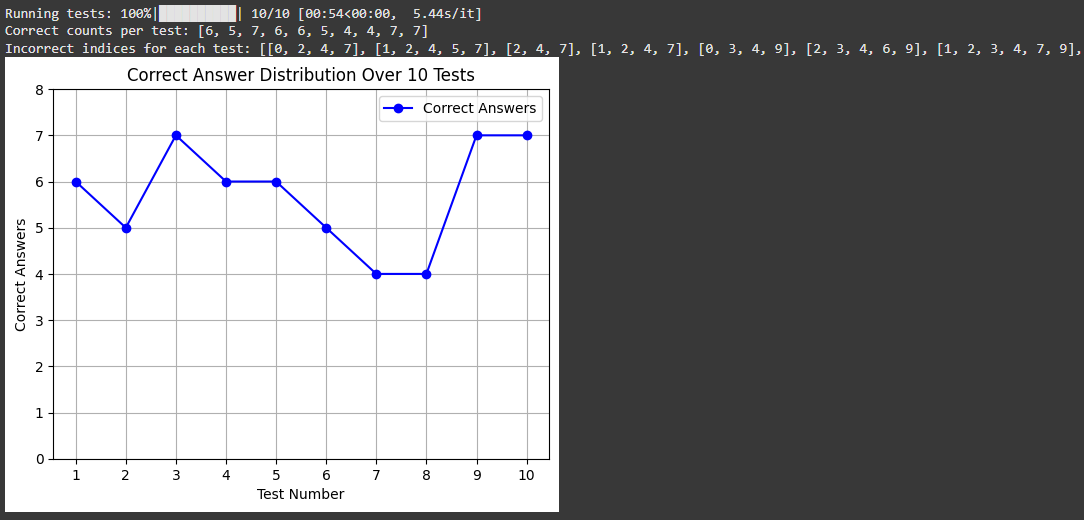 Running tests: 100%|██████████| 10/10 [00:54<00:00,  5.44s/it]
Correct counts per test: [6, 5, 7, 6, 6, 5, 4, 4, 7, 7]
Incorrect indices for each test: [[0, 2, 4, 7], [1, 2, 4, 5, 7], [2, 4, 7], [1, 2, 4, 7], [0, 3, 4, 9], [2, 3, 4, 6, 9], [1, 2, 3, 4, 7, 9],
Correct Answer Distribution Over 10 Tests
Correct Answers
8
7
6
5
4
3
2
1
0
Correct Answers
1 2 3 4 5 6 7 8 9 10
Test Number